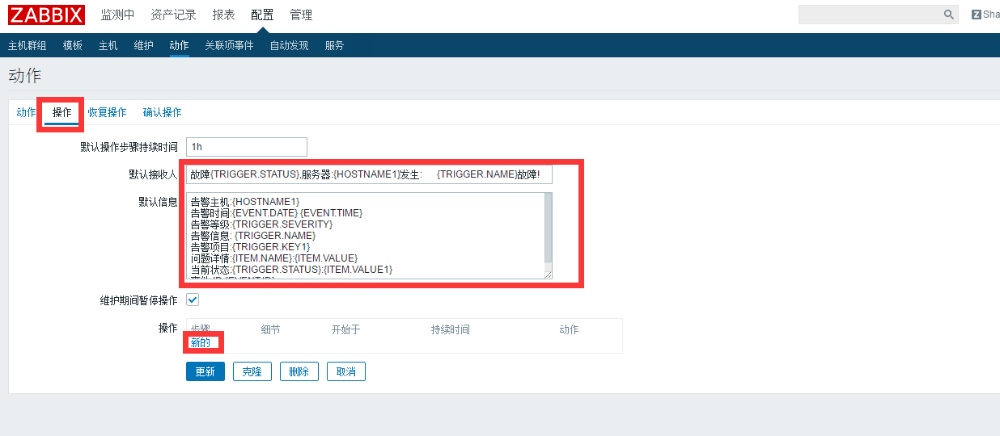 ZABBIX 监测中 资产记录 报表 配置 管理 Sha
主机群组 模板 主机 维护 动作 关联项事件 自动发现 服务
动作
动作 操作 恢复操作 确认操作
默认操作步骤持续时间 1h
默认接收人 故障{TRIGGER.STATUS},服务器:{HOSTNAME1}发生: {TRIGGER.NAME}故障!
默认信息 告警主机:{HOSTNAME1}
告警时间:{EVENT.DATE} {EVENT.TIME}
告警等级:{TRIGGER.SEVERITY}
告警信息: {TRIGGER.NAME}
告警项目:{TRIGGER.KEY1}
问题详情:{ITEM.NAME}:{ITEM.VALUE}
当前状态:{TRIGGER.STATUS}:{ITEM.VALUE1}
事件ID:{EVENT.ID}
维护期间暂停操作
操作 步骤 细节 开始于 持续时间 动作
新的
更新 克隆 删除 取消